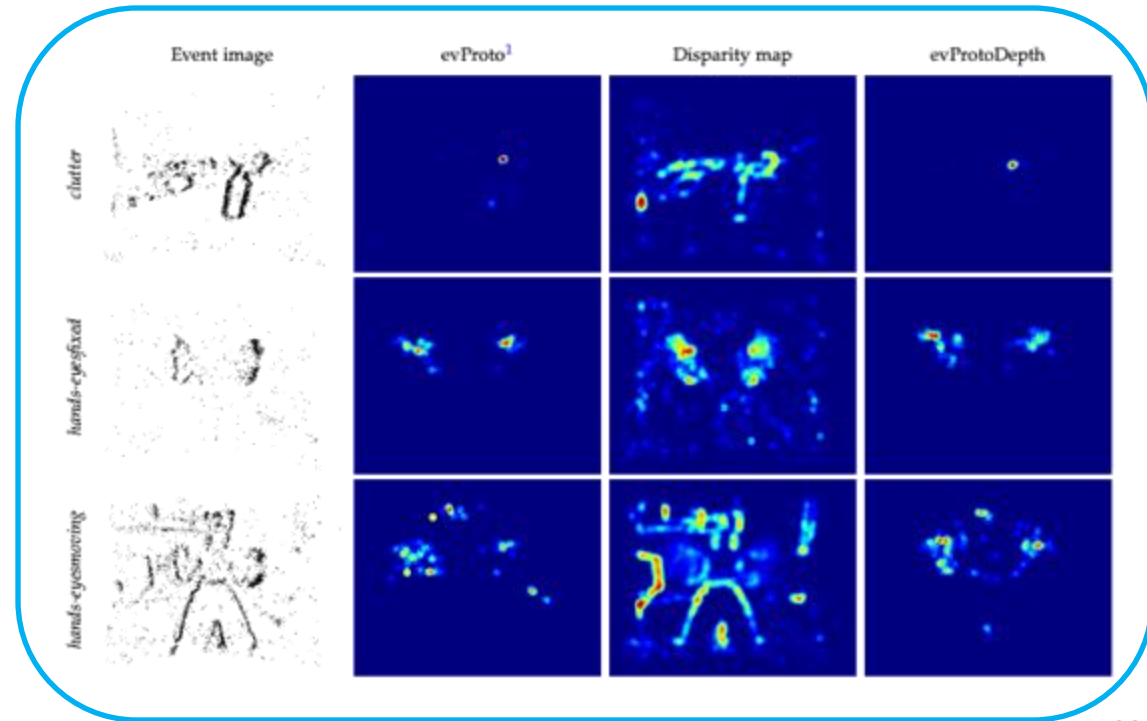 Event image evProto¹ Disparity map evProtoDepth
clutter
hands-eyesfixed
hands-eyesmoving